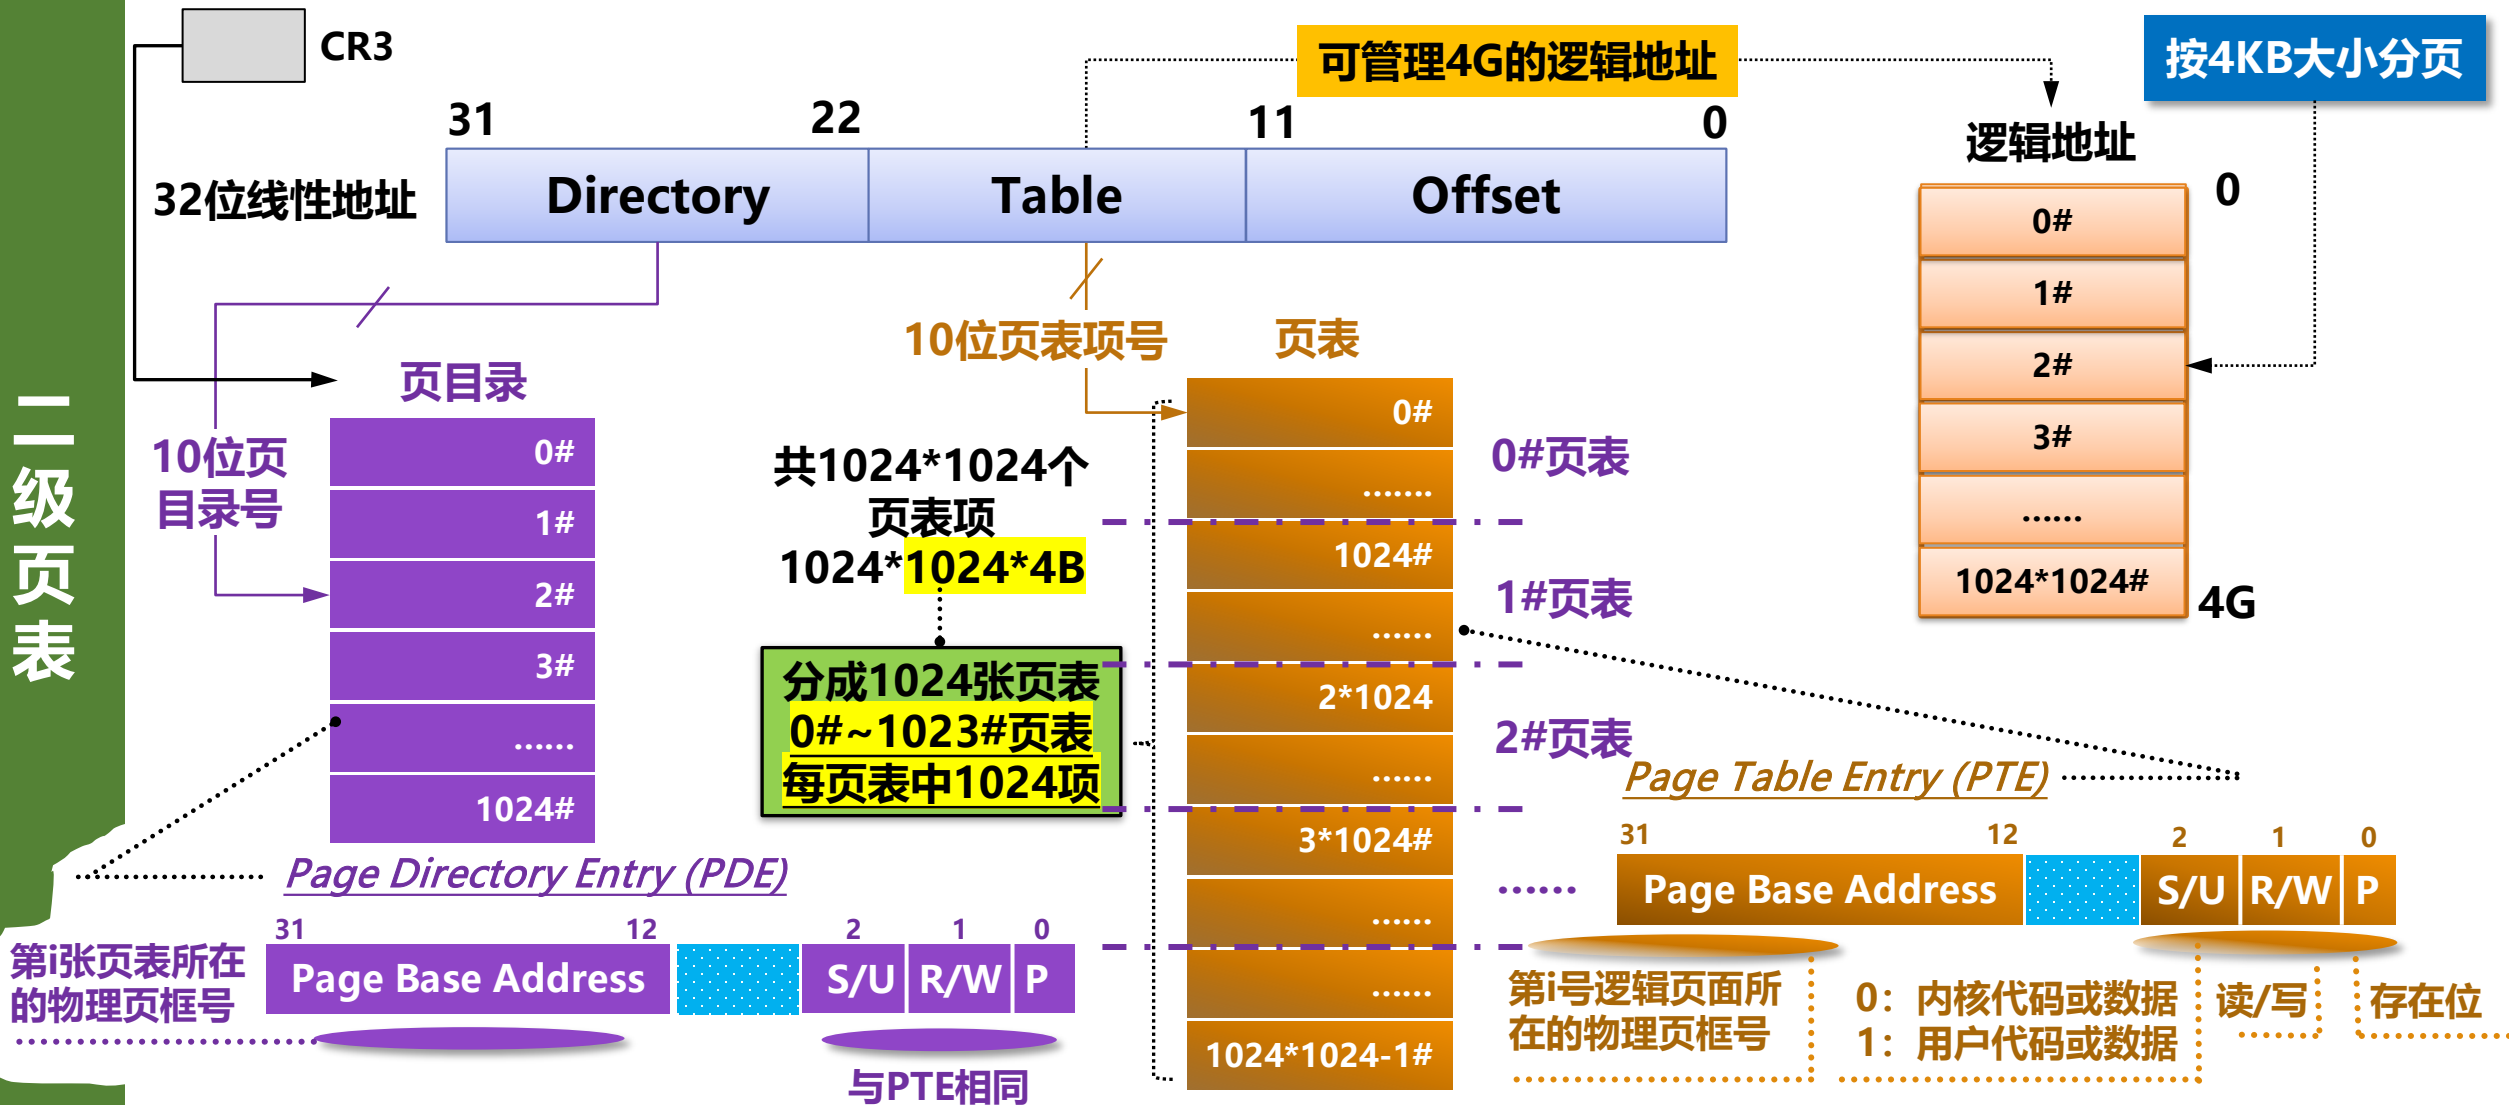 二级页表
CR3
可管理4G的逻辑地址
按4KB大小分页
31
22
11
0
32位线性地址
Directory
Table
Offset
逻辑地址
0
0#
1#
2#
3#
......
1024*1024#
4G
10位页
目录号
页目录
0#
1#
2#
3#
......
1024#
10位页表项号
页表
共1024*1024个
页表项
1024*1024*4B
分成1024张页表
0#~1023#页表
每页表中1024项
0#
.......
1024#
......
2*1024
......
3*1024#
......
......
1024*1024-1#
0#页表
1#页表
2#页表
......
Page Directory Entry (PDE)
31
12
2
1
0
Page Base Address
S/U
R/W
P
第i张页表所在
的物理页框号
与PTE相同
Page Table Entry (PTE)
31
12
2
1
0
Page Base Address
S/U
R/W
P
第i号逻辑页面所
在的物理页框号
0：内核代码或数据
1：用户代码或数据
读/写
存在位